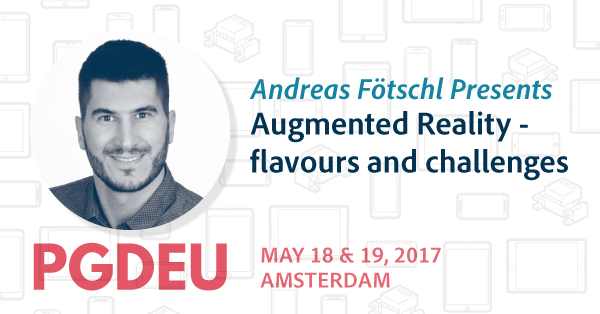 Andreas Fötschl Presents
Augmented Reality -
flavours and challenges
PGDEU
MAY 18 & 19, 2017
AMSTERDAM